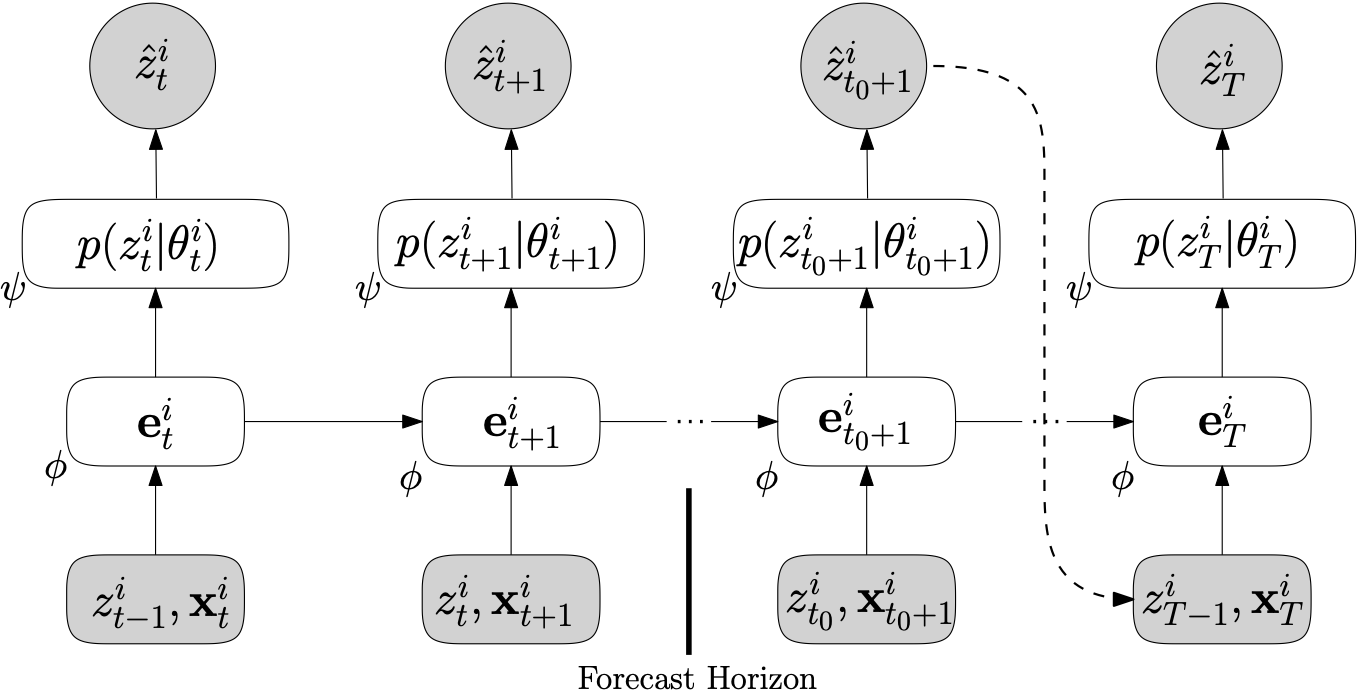 $\hat{z}^i_t$ $\hat{z}^i_{t+1}$ $\hat{z}^i_{t_0+1}$ $\hat{z}^i_T$
$p(z^i_t|\theta^i_t)$ $p(z^i_{t+1}|\theta^i_{t+1})$ $p(z^i_{t_0+1}|\theta^i_{t_0+1})$ $p(z^i_T|\theta^i_T)$
$\psi$ $\psi$ $\psi$ $\psi$
$\mathbf{e}^i_t$ $\mathbf{e}^i_{t+1}$ ... $\mathbf{e}^i_{t_0+1}$ ... $\mathbf{e}^i_T$
$\phi$ $\phi$ $\phi$ $\phi$
$z^i_{t-1}, \mathbf{x}^i_t$ $z^i_t, \mathbf{x}^i_{t+1}$ $z^i_{t_0}, \mathbf{x}^i_{t_0+1}$ $z^i_{T-1}, \mathbf{x}^i_T$
Forecast Horizon